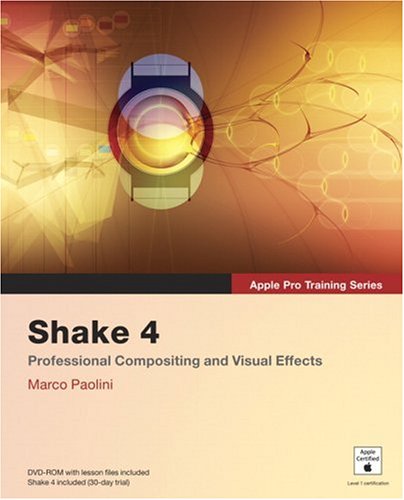 Apple Pro Training Series
Shake 4
Professional Compositing and Visual Effects
Marco Paolini
DVD-ROM with lesson files included
Shake 4 included (30-day trial)
Apple
Certified
Level 1 certification